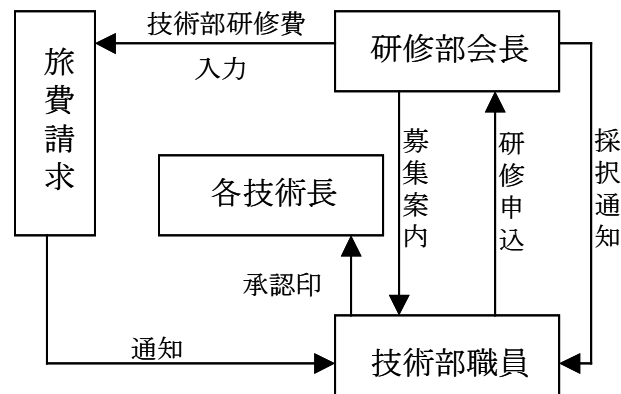 技術部研修費
入力
研修部会長
旅費請求
各技術長
募集案内
研修申込
採択通知
承認印
通知
技術部職員